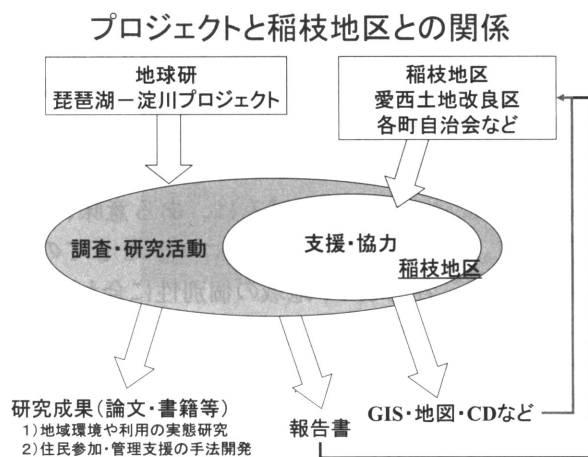 プロジェクトと稲枝地区との関係
地球研
琵琶湖－淀川プロジェクト
稲枝地区
愛西土地改良区
各町自治会など
調査・研究活動
支援・協力
稲枝地区
研究成果（論文・書籍等）
1）地域環境や利用の実態研究
2）住民参加・管理支援の手法開発
報告書
GIS・地図・CDなど